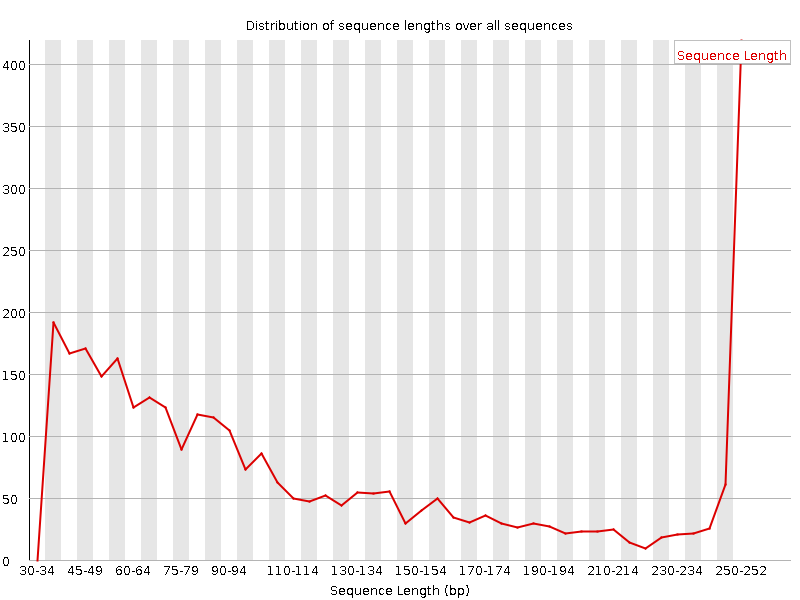 Distribution of sequence lengths over all sequences
Sequence Length
400
350
300
250
200
150
100
50
0
30-34 45-49 60-64 75-79 90-94 110-114 130-134 150-154 170-174 190-194 210-214 230-234 250-252
Sequence Length (bp)